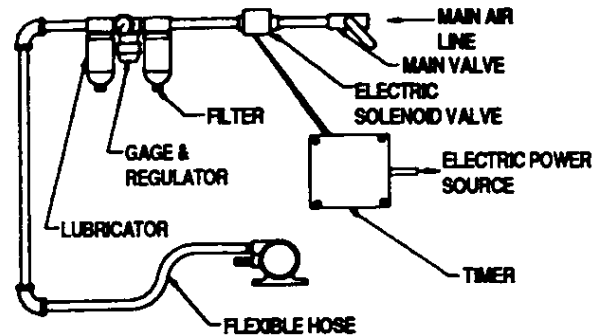 MAIN AIR
LINE
MAIN VALVE
ELECTRIC
SOLENOID VALVE
FILTER
GAGE &
REGULATOR
ELECTRIC POWER
SOURCE
LUBRICATOR
TIMER
FLEXIBLE HOSE